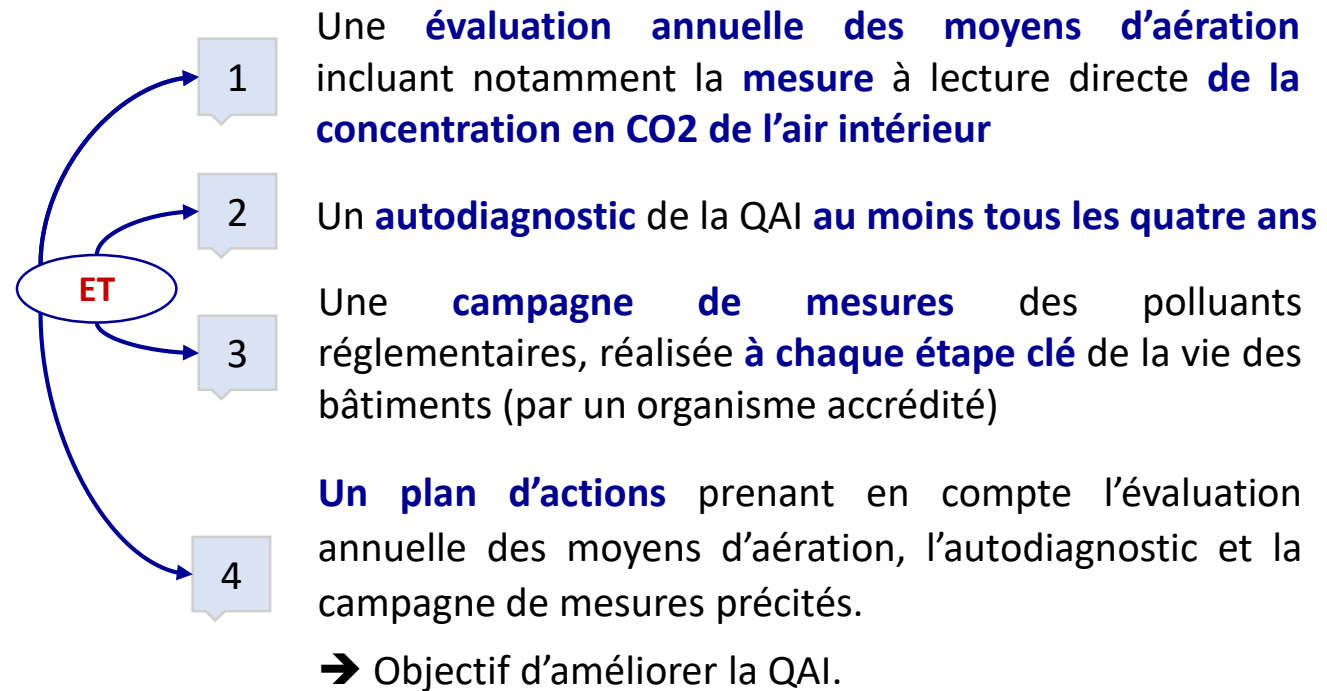 1
Une évaluation annuelle des moyens d’aération
incluant notamment la mesure à lecture directe de la
concentration en CO2 de l’air intérieur
2
Un autodiagnostic de la QAI au moins tous les quatre ans
ET
3
Une campagne de mesures des polluants
réglementaires, réalisée à chaque étape clé de la vie des
bâtiments (par un organisme accrédité)
4
Un plan d’actions prenant en compte l’évaluation
annuelle des moyens d’aération, l’autodiagnostic et la
campagne de mesures précités.
➔ Objectif d’améliorer la QAI.